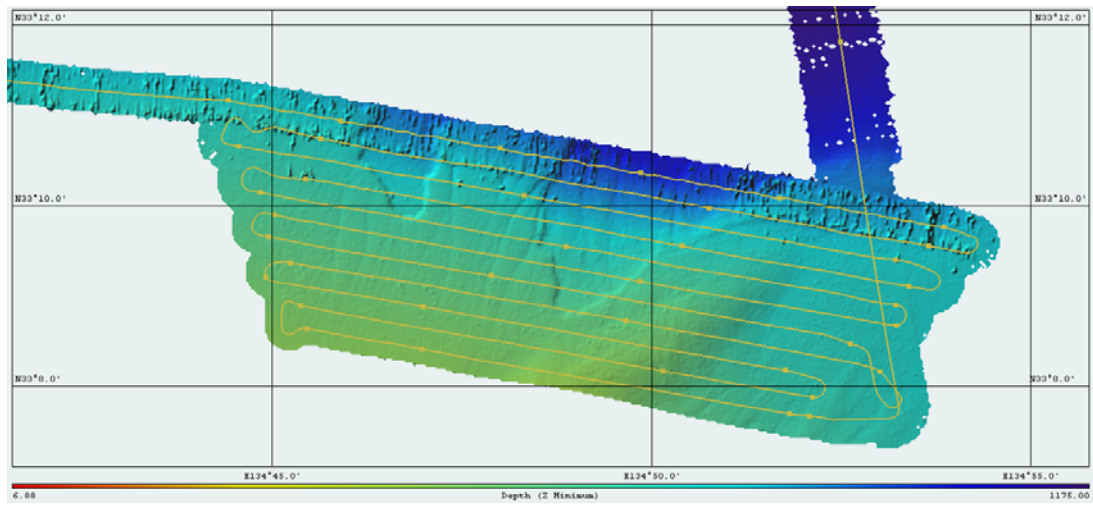 N33°12.0' N33°12.0'
N33°10.0' N33°10.0'
N33°8.0' N33°8.0'
E134°45.0' E134°50.0' E134°55.0'
6.88 Depth (Z Minimum) 1175.00